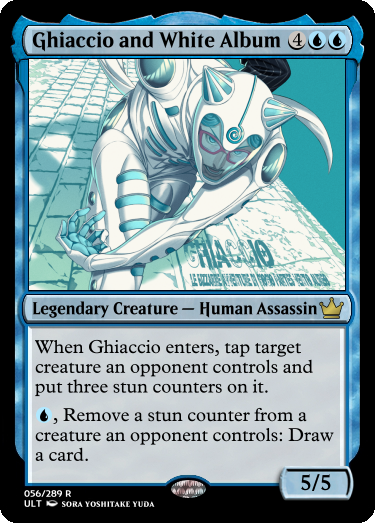 Ghiaccio and White Album 4
GHIACCIO
Legendary Creature — Human Assassin
When Ghiaccio enters, tap target
creature an opponent controls and
put three stun counters on it.
, Remove a stun counter from a
creature an opponent controls: Draw
a card.
5/5
056/289 R
ULT SORA YOSHITAKE YUDA